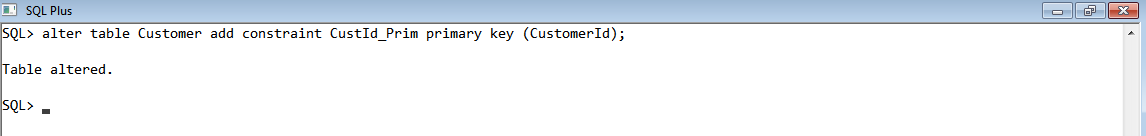 SQL Plus
SQL> alter table Customer add constraint CustId_Prim primary key (CustomerId);
Table altered.
SQL>